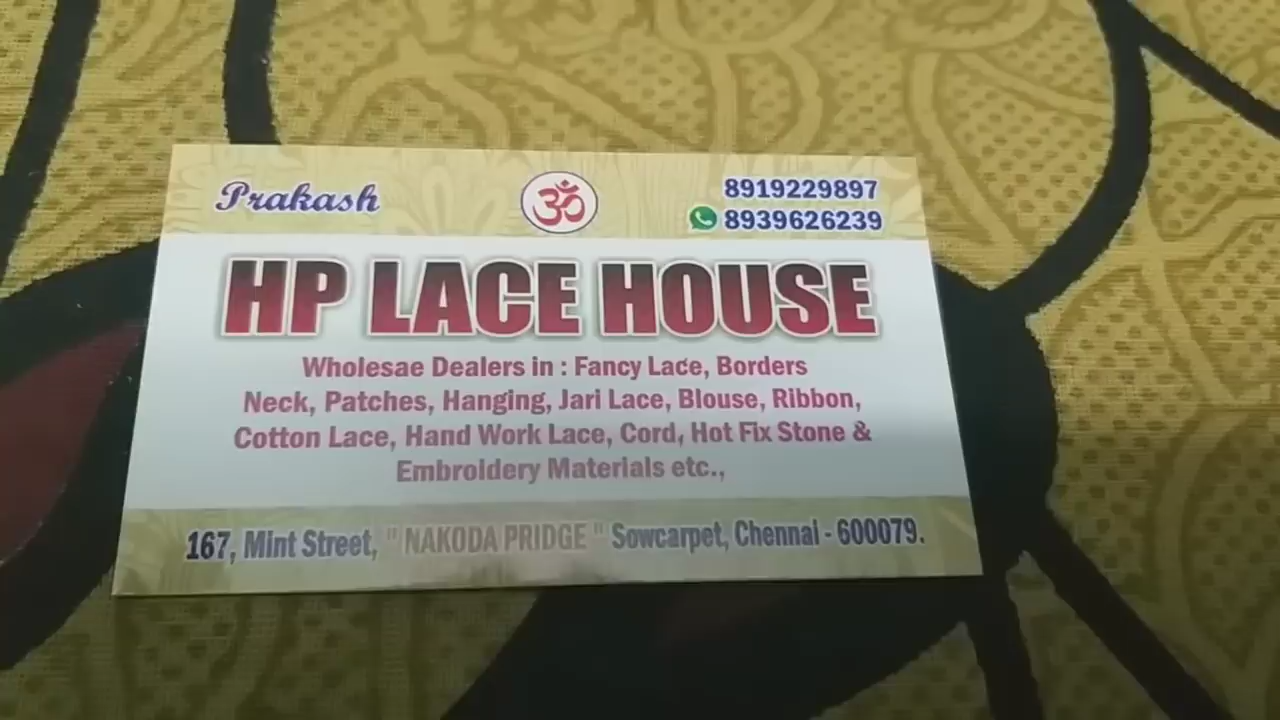 Prakash
ॐ
8919229897
8939626239
HP LACE HOUSE
Wholesae Dealers in : Fancy Lace, Borders
Neck, Patches, Hanging, Jari Lace, Blouse, Ribbon,
Cotton Lace, Hand Work Lace, Cord, Hot Fix Stone &
Embroidery Materials etc.,
167, Mint Street, " NAKODA PRIDGE " Sowcarpet, Chennai - 600079.